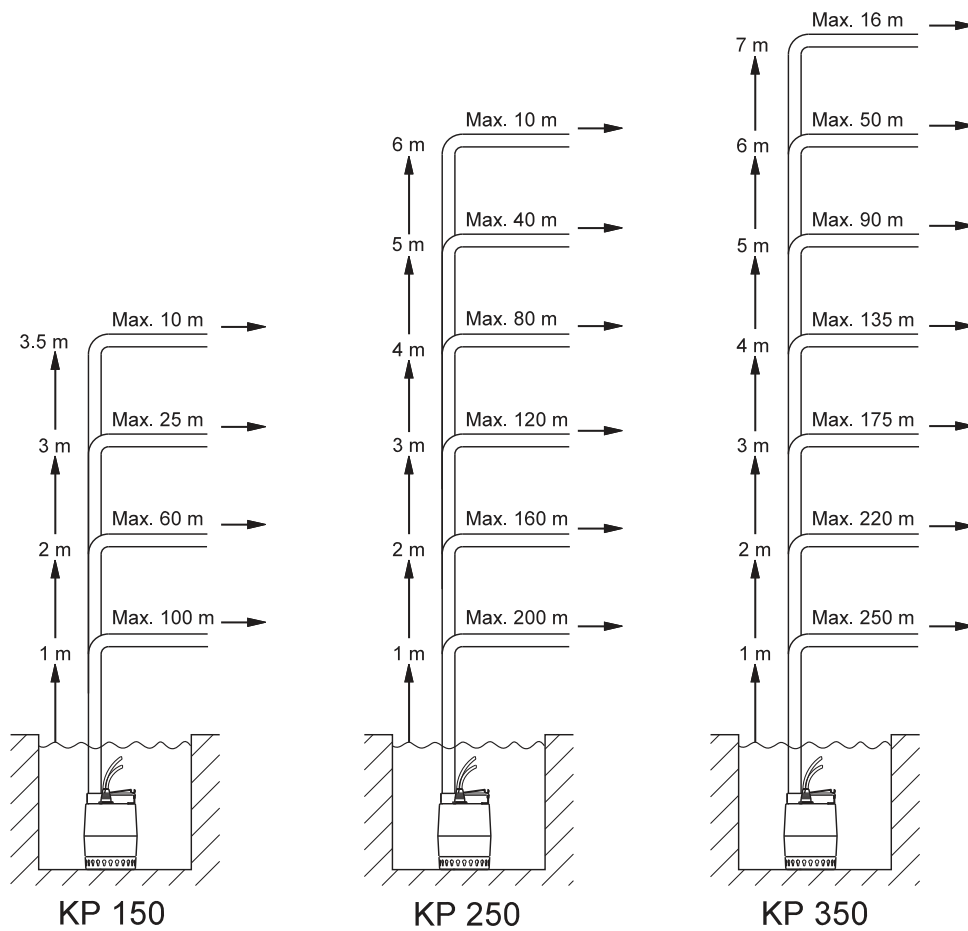 3.5 m
Max. 10 m
3 m
Max. 25 m
2 m
Max. 60 m
1 m
Max. 100 m
KP 150
6 m
Max. 10 m
5 m
Max. 40 m
4 m
Max. 80 m
3 m
Max. 120 m
2 m
Max. 160 m
1 m
Max. 200 m
KP 250
7 m
Max. 16 m
6 m
Max. 50 m
5 m
Max. 90 m
4 m
Max. 135 m
3 m
Max. 175 m
2 m
Max. 220 m
1 m
Max. 250 m
KP 350